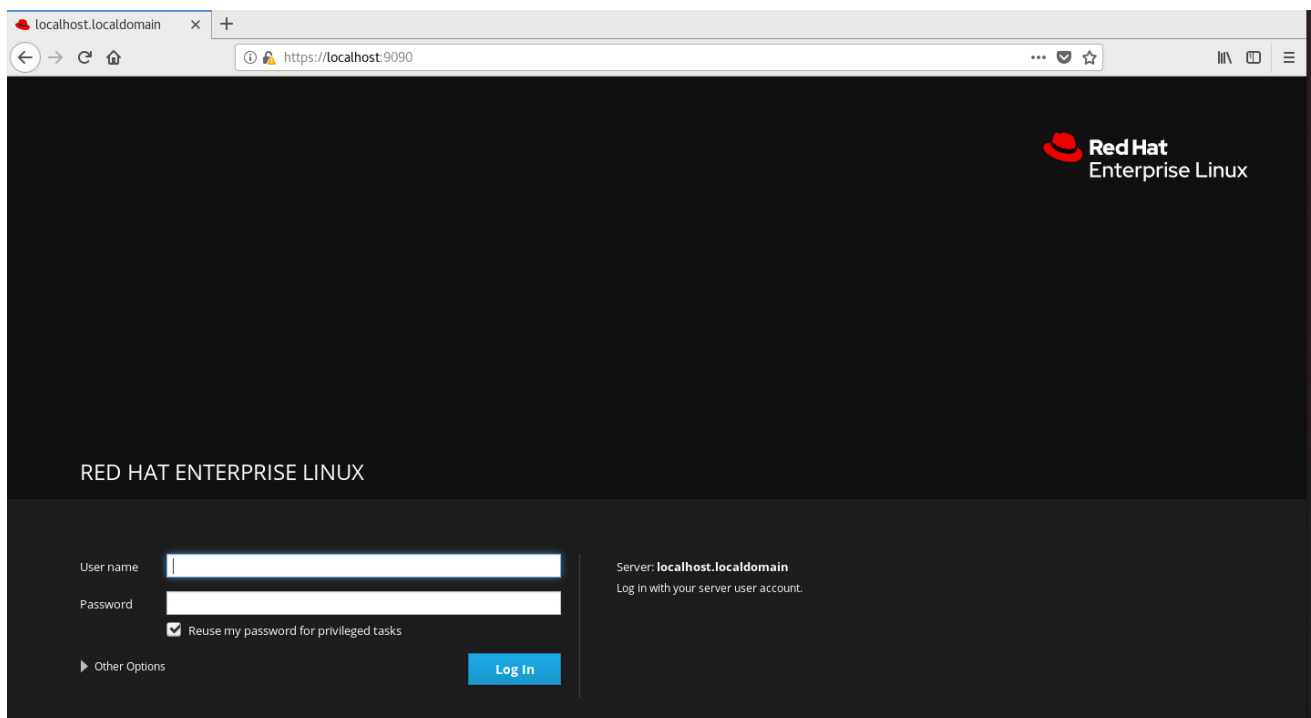 localhost.localdomain
https://localhost:9090
Red Hat
Enterprise Linux
RED HAT ENTERPRISE LINUX
User name
Password
Reuse my password for privileged tasks
Other Options
Log In
Server: localhost.localdomain
Log in with your server user account.